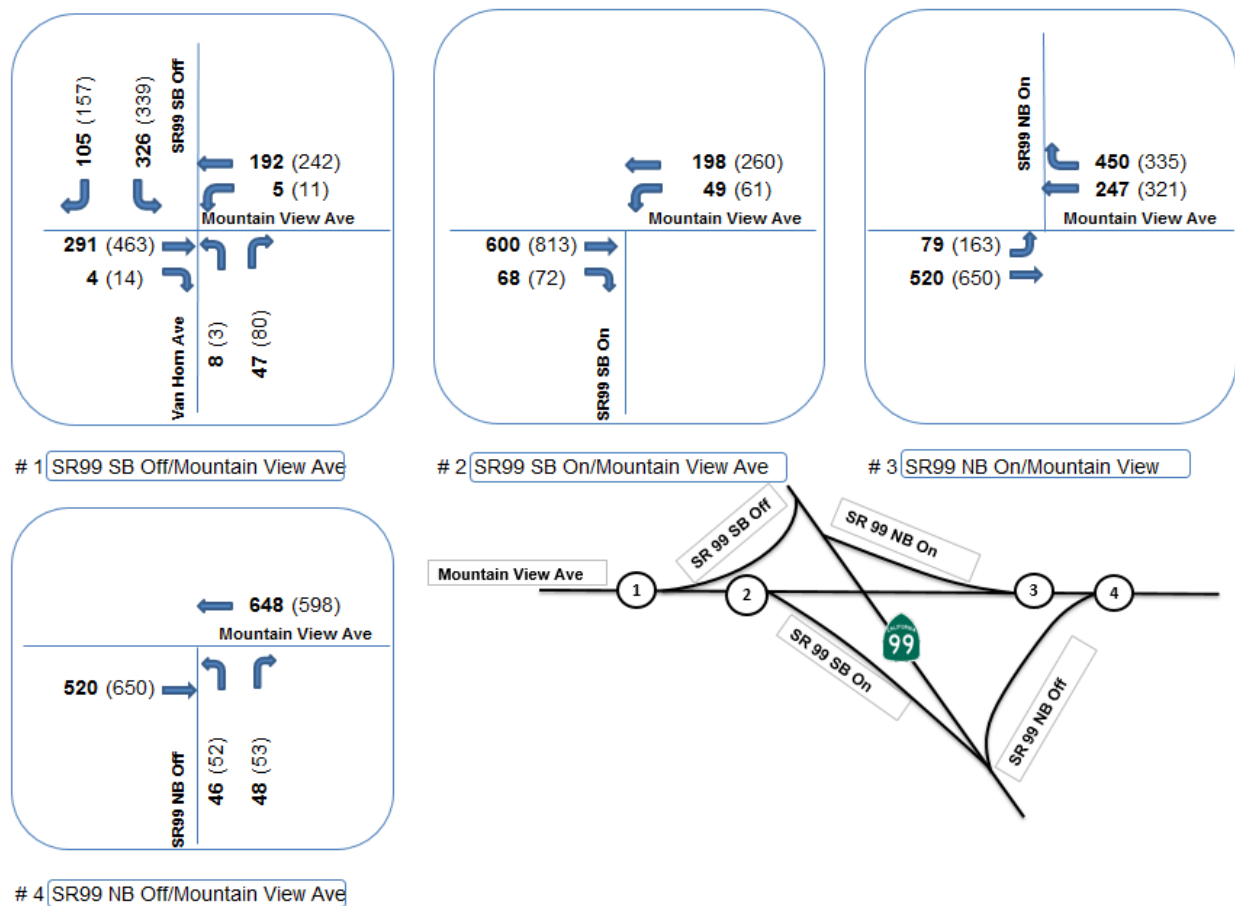 105 (157)
326 (339)
SR99 SB Off
192 (242)
5 (11)
Mountain View Ave
291 (463)
4 (14)
Van Horn Ave
8 (3)
47 (80)
# 1 SR99 SB Off/Mountain View Ave
198 (260)
49 (61)
Mountain View Ave
600 (813)
68 (72)
SR99 SB On
# 2 SR99 SB On/Mountain View Ave
SR99 NB On
450 (335)
247 (321)
Mountain View Ave
79 (163)
520 (650)
# 3 SR99 NB On/Mountain View
648 (598)
Mountain View Ave
520 (650)
SR99 NB Off
46 (52)
48 (53)
# 4 SR99 NB Off/Mountain View Ave
Mountain View Ave
SR 99 SB Off
SR 99 NB On
1
2
3
4
CALIFORNIA
99
SR 99 SB On
SR 99 NB Off